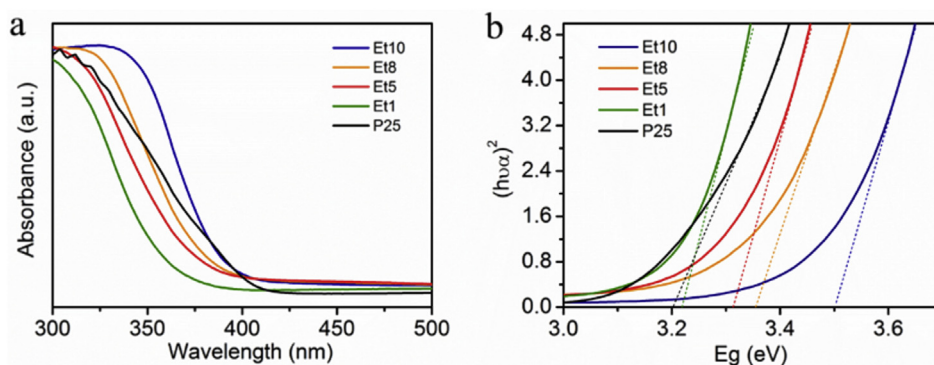 a
Absorbance (a.u.)
Et10
Et8
Et5
Et1
P25
300 350 400 450 500
Wavelength (nm)
b
(hυα)²
4.8
4.0
3.2
2.4
1.6
0.8
0.0
Et10
Et8
Et5
Et1
P25
3.0 3.2 3.4 3.6
Eg (eV)